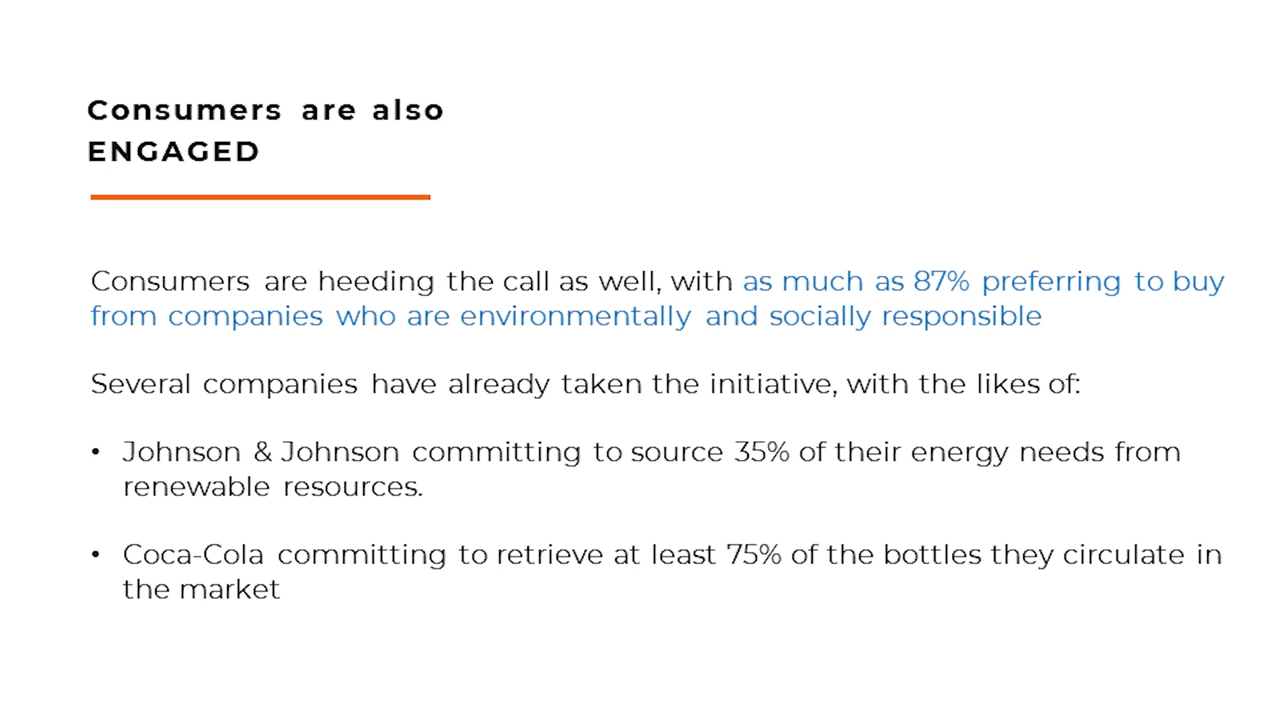 Consumers are also
ENGAGED
Consumers are heeding the call as well, with as much as 87% preferring to buy
from companies who are environmentally and socially responsible
Several companies have already taken the initiative, with the likes of:
• Johnson & Johnson committing to source 35% of their energy needs from
renewable resources.
• Coca-Cola committing to retrieve at least 75% of the bottles they circulate in
the market